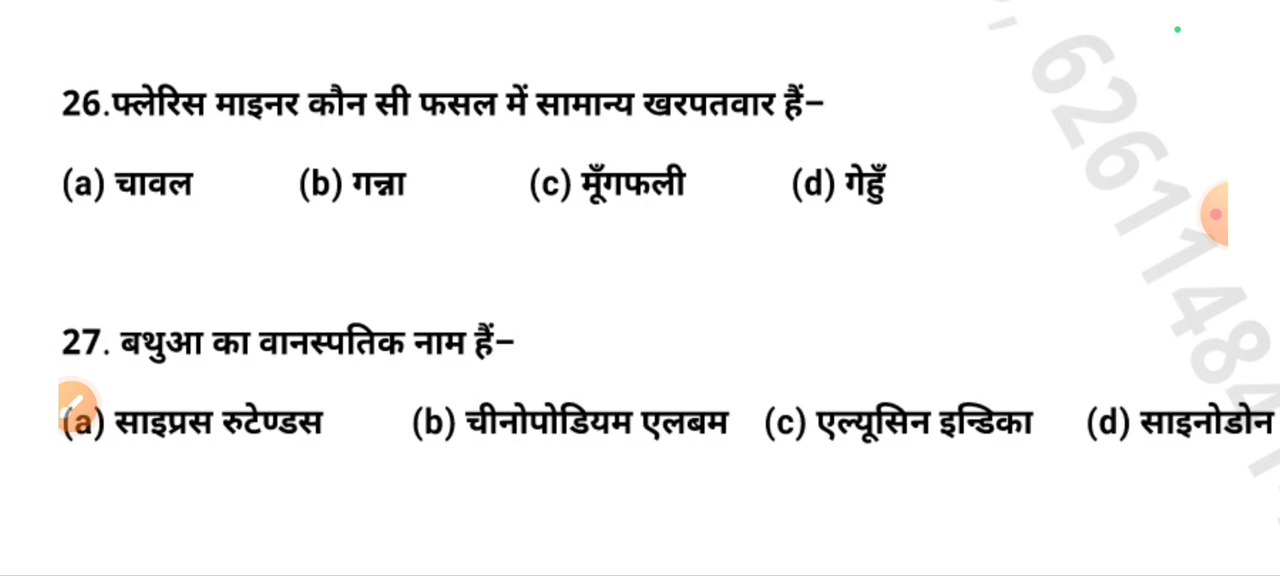 , 626114841
26.फ्लेरिस माइनर कौन सी फसल में सामान्य खरपतवार हैं–
(a) चावल (b) गन्ना (c) मूँगफली (d) गेहुँ
27. बथुआ का वानस्पतिक नाम हैं–
(a) साइप्रस रुटेण्डस (b) चीनोपोडियम एलबम (c) एल्यूसिन इन्डिका (d) साइनोडोन